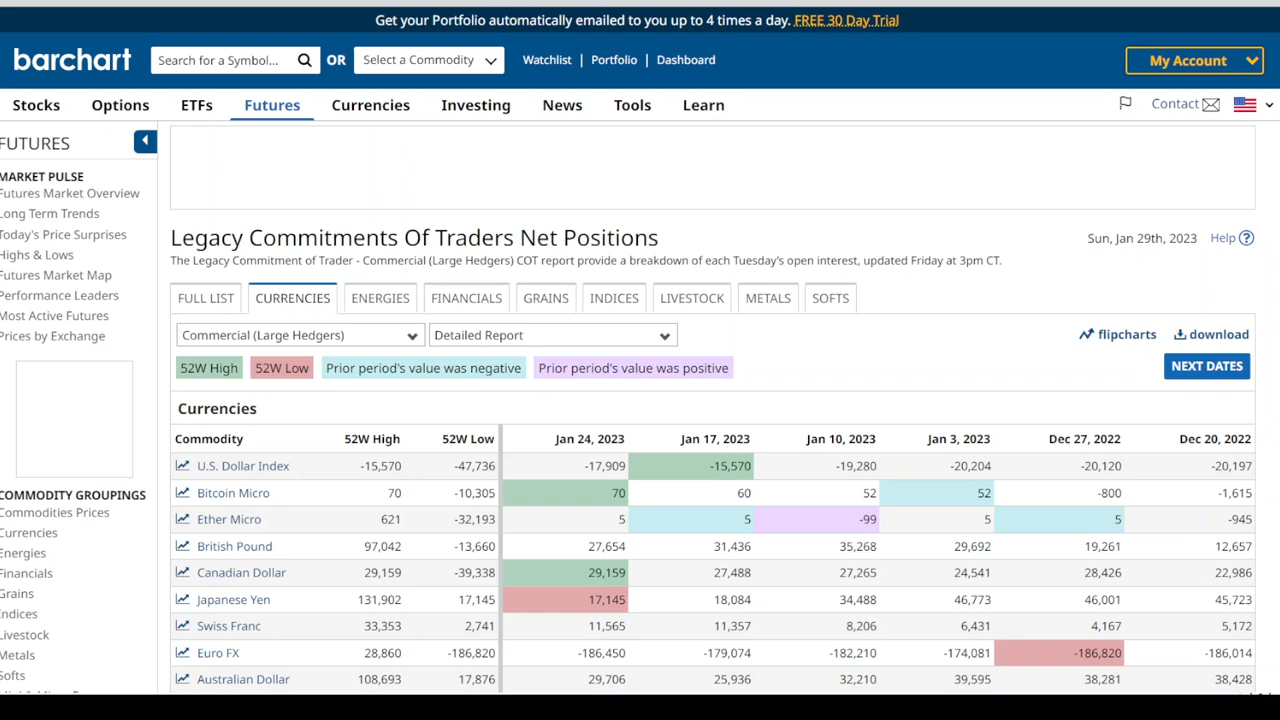 Get your Portfolio automatically emailed to you up to 4 times a day. FREE 30 Day Trial
barchart Search for a Symbol... OR Select a Commodity Watchlist | Portfolio | Dashboard My Account
Stocks Options ETFs Futures Currencies Investing News Tools Learn Contact
FUTURES
MARKET PULSE
Futures Market Overview
Long Term Trends
Today's Price Surprises
Highs & Lows
Futures Market Map
Performance Leaders
Most Active Futures
Prices by Exchange
COMMODITY GROUPINGS
Commodities Prices
Currencies
Energies
Financials
Grains
Indices
Livestock
Metals
Softs
Legacy Commitments Of Traders Net Positions Sun, Jan 29th, 2023 Help ?
The Legacy Commitment of Trader - Commercial (Large Hedgers) COT report provide a breakdown of each Tuesday's open interest, updated Friday at 3pm CT.
FULL LIST CURRENCIES ENERGIES FINANCIALS GRAINS INDICES LIVESTOCK METALS SOFTS
Commercial (Large Hedgers) Detailed Report flipcharts download
52W High 52W Low Prior period's value was negative Prior period's value was positive NEXT DATES
Currencies
Commodity 52W High 52W Low Jan 24, 2023 Jan 17, 2023 Jan 10, 2023 Jan 3, 2023 Dec 27, 2022 Dec 20, 2022
U.S. Dollar Index -15,570 -47,736 -17,909 -15,570 -19,280 -20,204 -20,120 -20,197
Bitcoin Micro 70 -10,305 70 60 52 52 -800 -1,615
Ether Micro 621 -32,193 5 5 -99 5 5 -945
British Pound 97,042 -13,660 27,654 31,436 35,268 29,692 19,261 12,657
Canadian Dollar 29,159 -39,338 29,159 27,488 27,265 24,541 28,426 22,986
Japanese Yen 131,902 17,145 17,145 18,084 34,488 46,773 46,001 45,723
Swiss Franc 33,353 2,741 11,565 11,357 8,206 6,431 4,167 5,172
Euro FX 28,860 -186,820 -186,450 -179,074 -182,210 -174,081 -186,820 -186,014
Australian Dollar 108,693 17,876 29,706 25,936 32,210 39,595 38,281 38,428